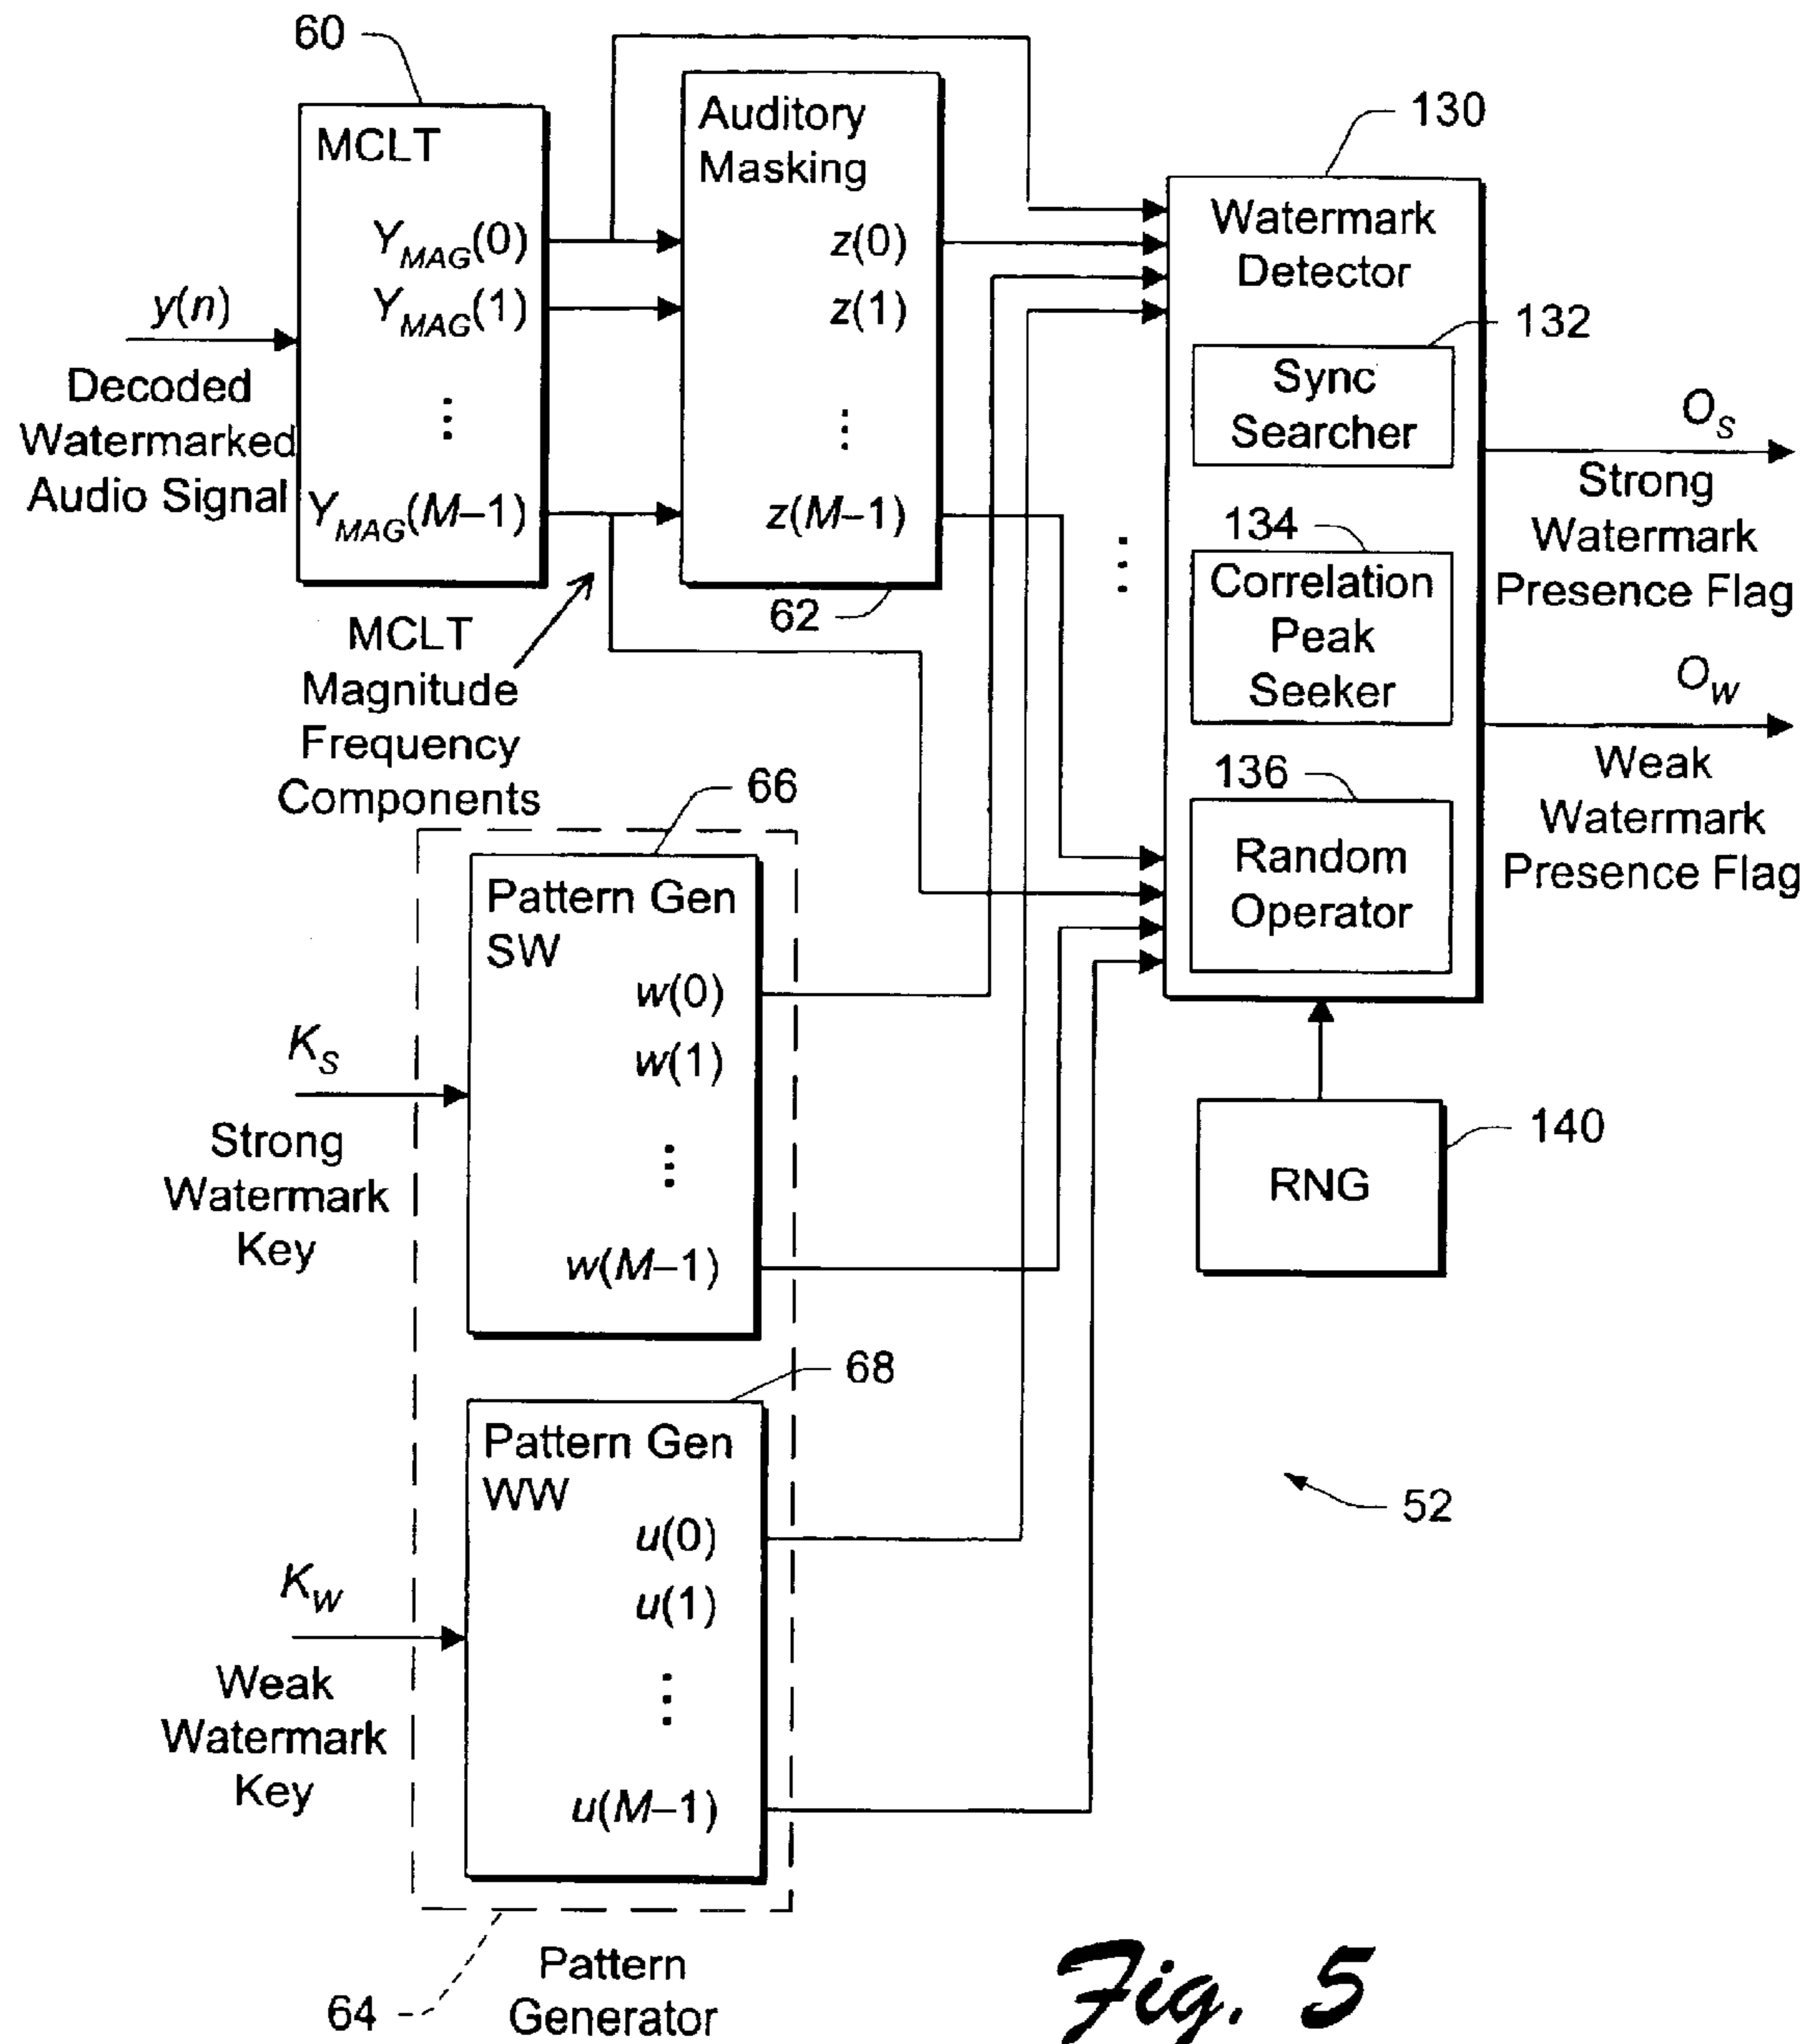 60
MCLT
Y_MAG(0)
Y_MAG(1)
⋮
Y_MAG(M–1)
y(n)
Decoded
Watermarked
Audio Signal
Auditory
Masking
z(0)
z(1)
⋮
z(M–1)
62
MCLT
Magnitude
Frequency
Components
130
Watermark
Detector
132
Sync
Searcher
134
Correlation
Peak
Seeker
136
Random
Operator
⋮
O_S
Strong
Watermark
Presence Flag
O_W
Weak
Watermark
Presence Flag
66
Pattern Gen
SW
w(0)
w(1)
⋮
w(M–1)
K_S
Strong
Watermark
Key
140
RNG
68
Pattern Gen
WW
u(0)
u(1)
⋮
u(M–1)
K_W
Weak
Watermark
Key
52
64
Pattern
Generator
Fig. 5